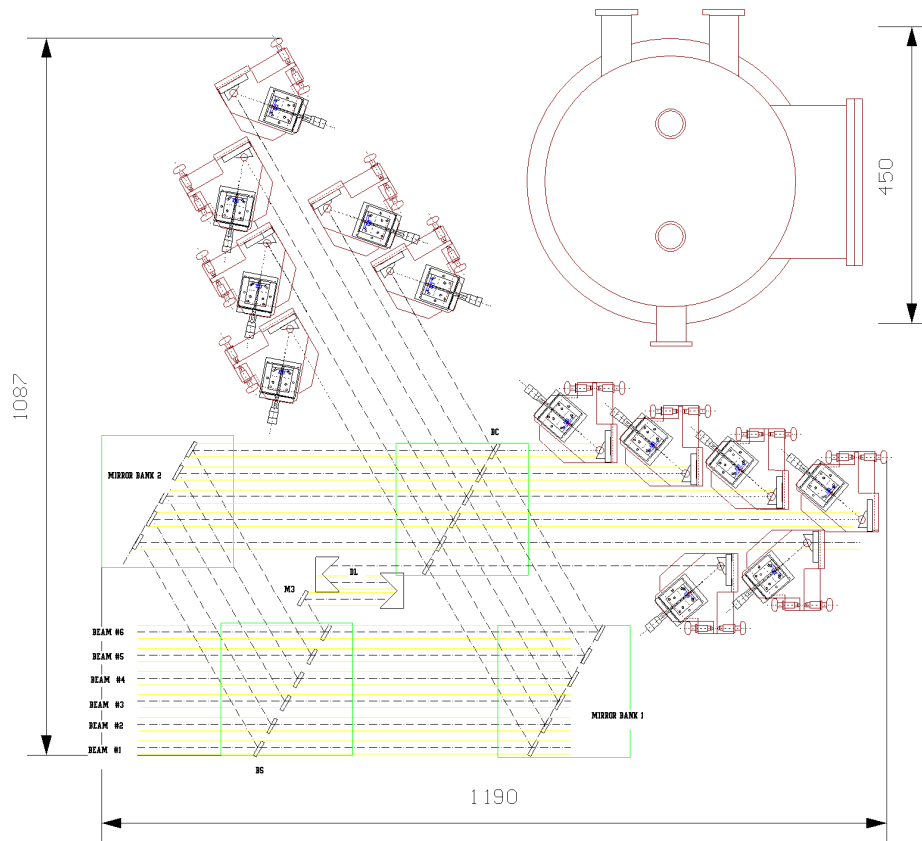 450
1087
BC
MIRROR BANK 2
DL
M3
BEAM #6
BEAM #5
BEAM #4
BEAM #3
BEAM #2
BEAM #1
MIRROR BANK 1
BS
1190